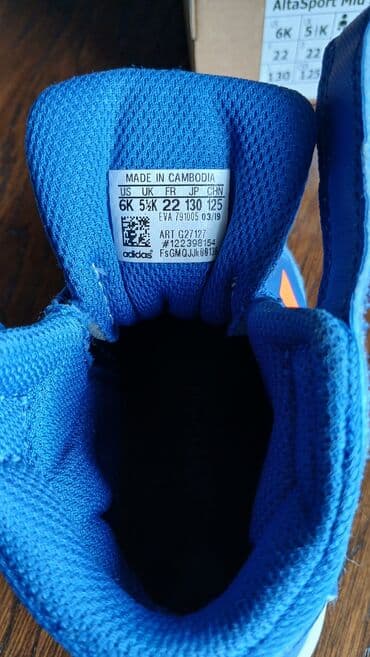 AltaSport Mid
6K 5½K
22 22
130 125
MADE IN CAMBODIA
US UK FR JP CHN
6K 5½K 22 130 125
EVA 791005 03/19
ART G27127
#122398154
adidas